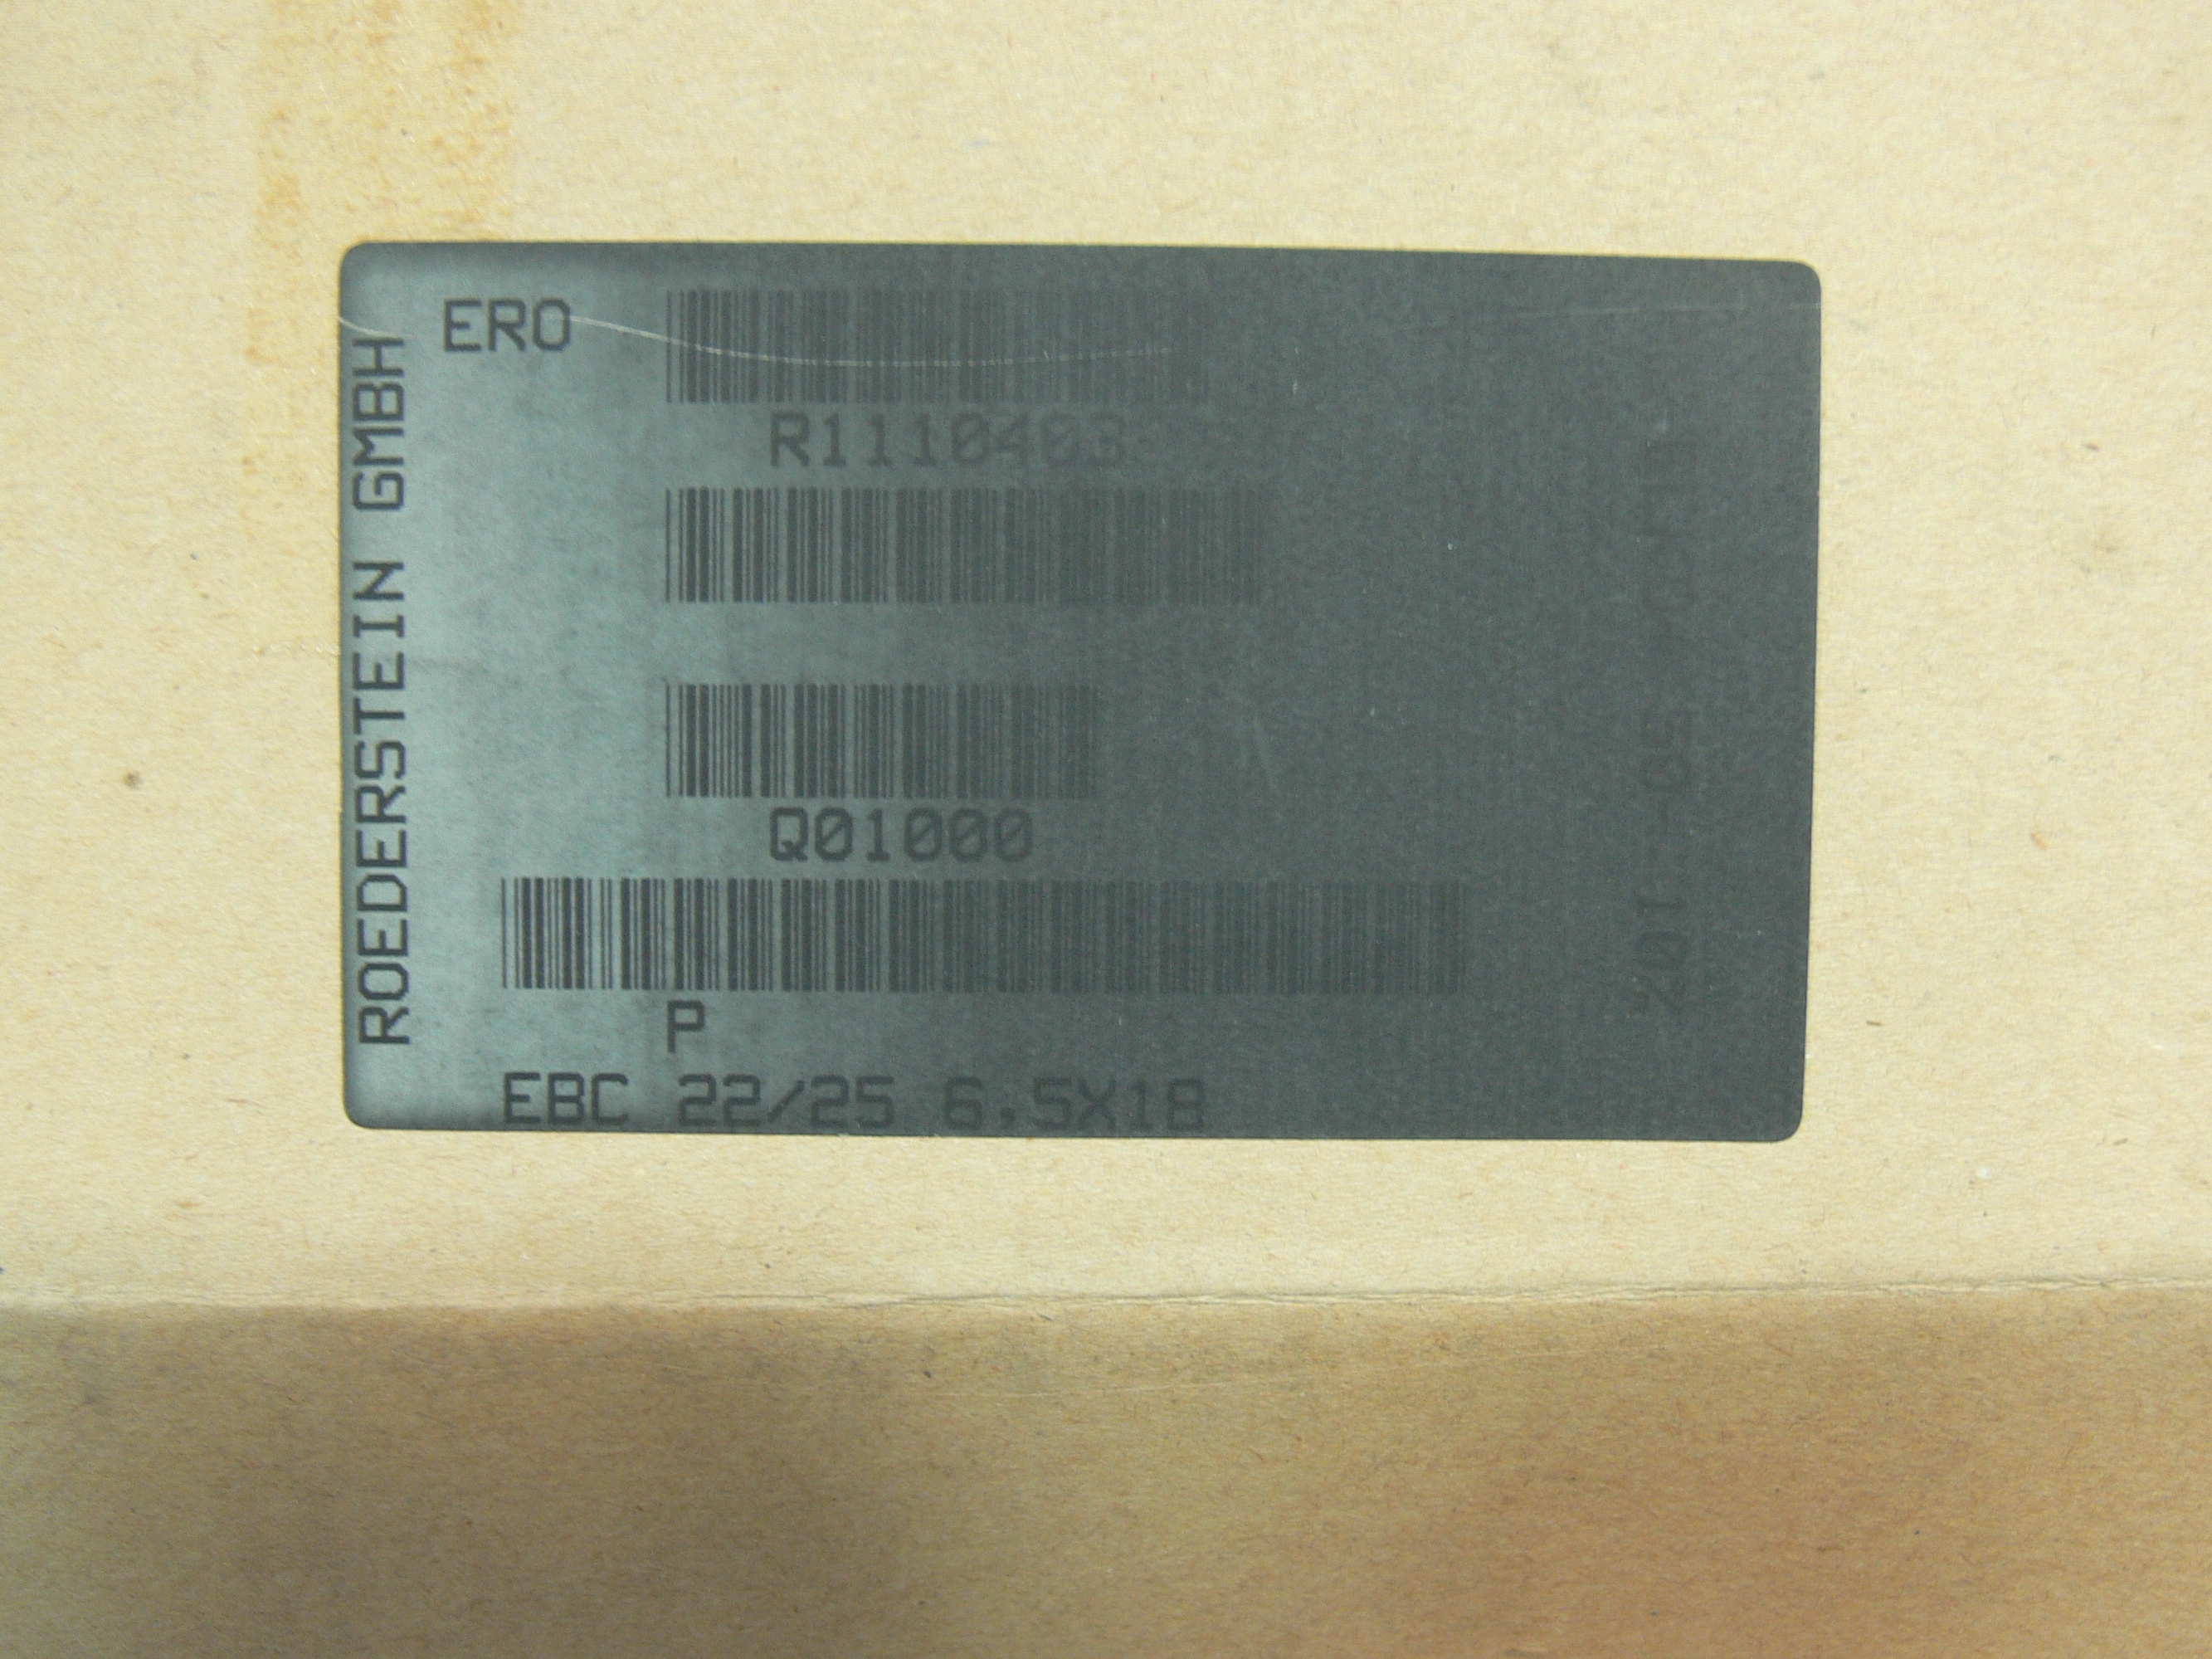 ROEDERSTEIN GMBH
ERO
R1110403
Q01000
P
EBC 22/25 6.5X18